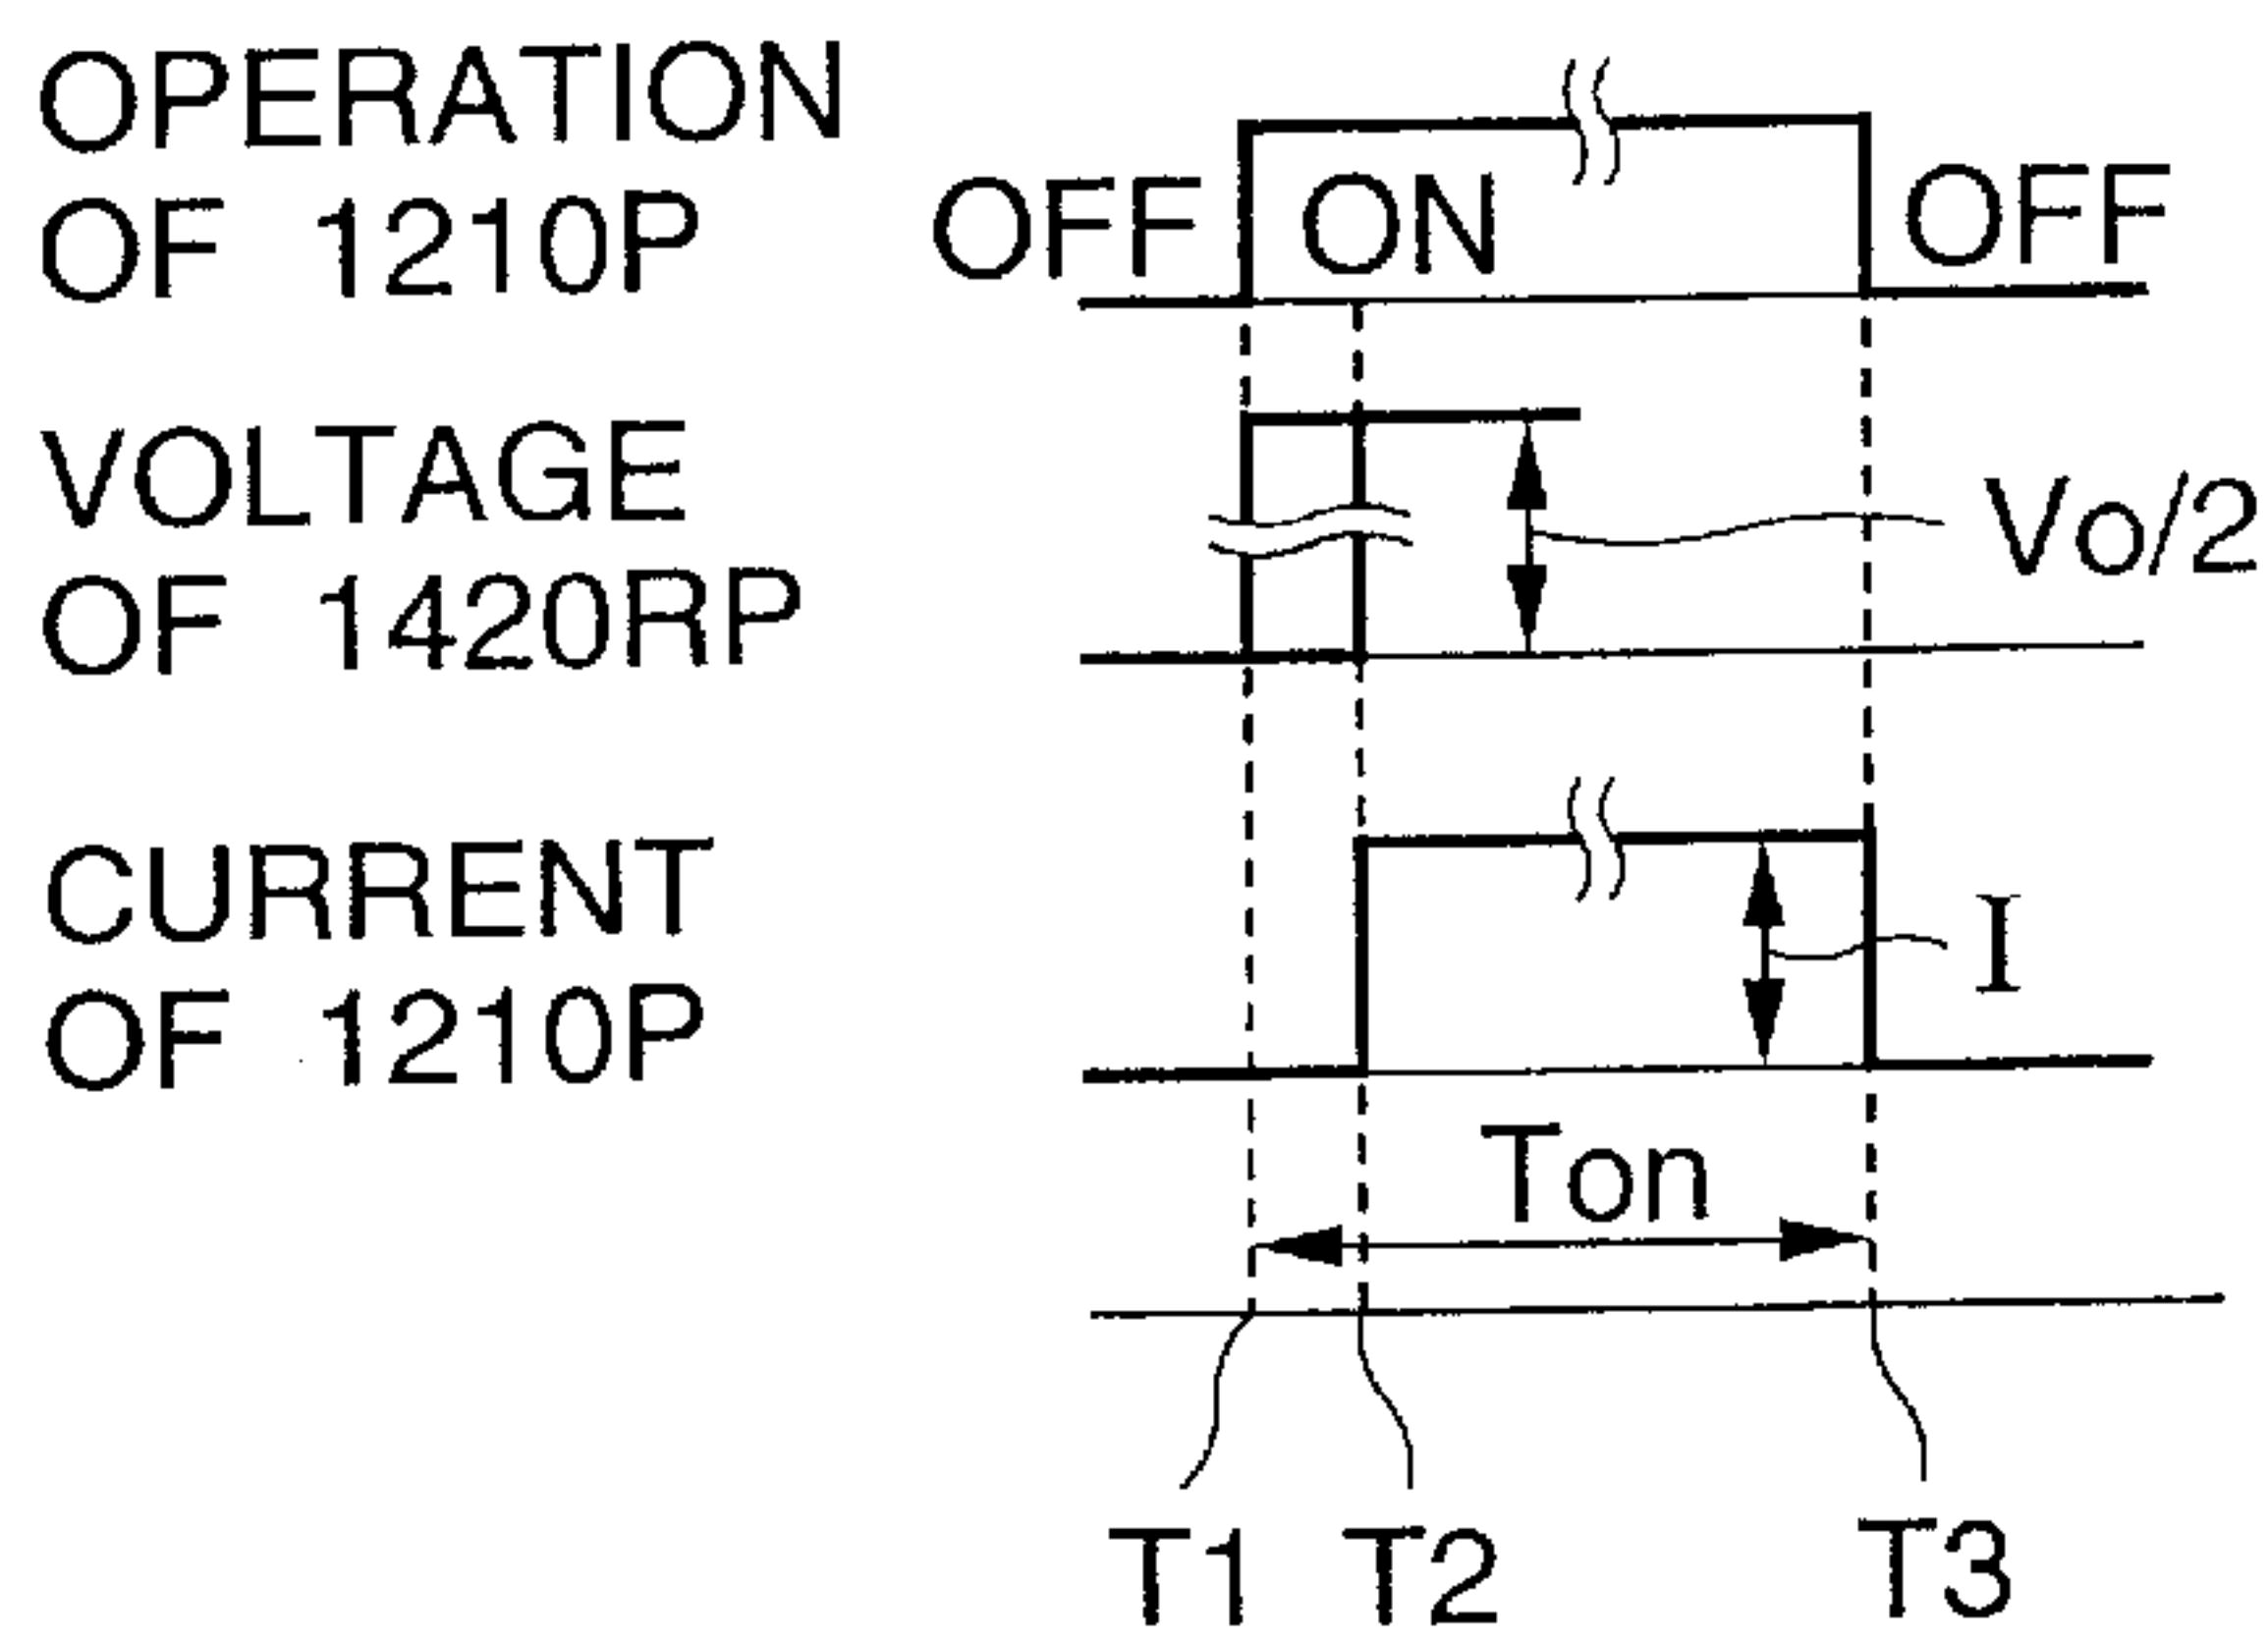 OPERATION
OF 1210P
OFF ON OFF
VOLTAGE
OF 1420RP
Vo/2
CURRENT
OF 1210P
I
Ton
T1 T2 T3